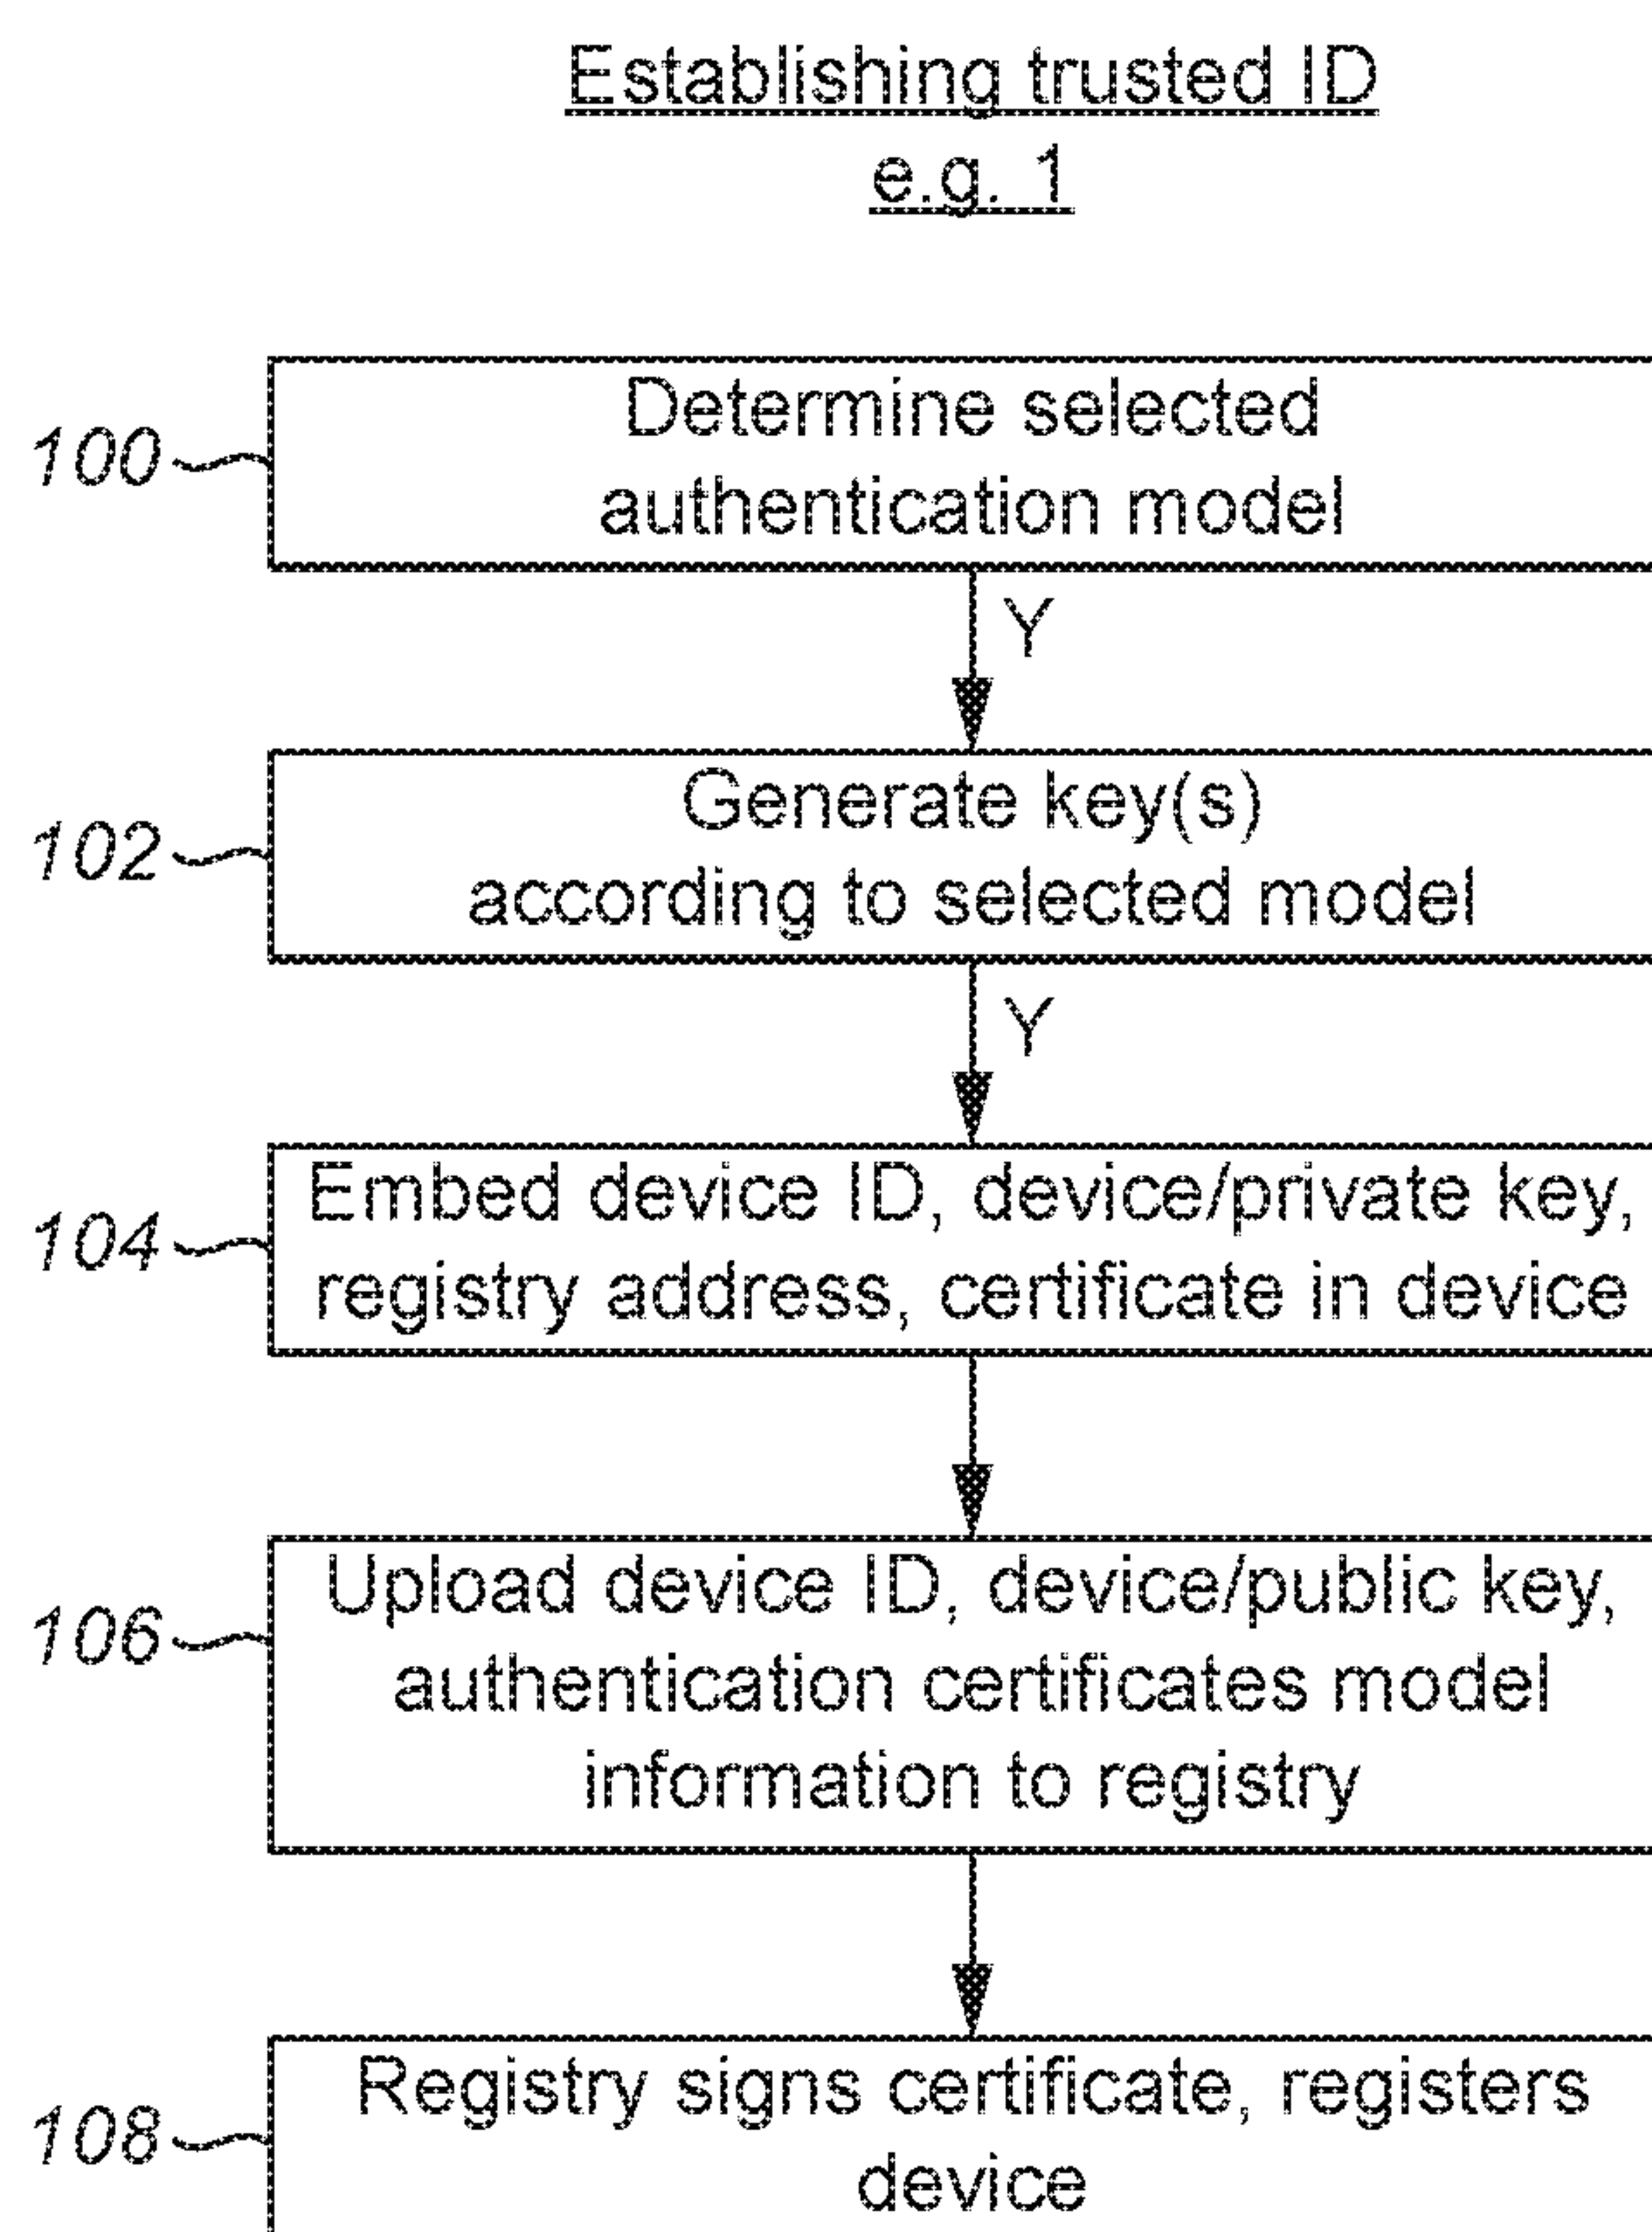 Establishing trusted ID
e.g. 1
100
Determine selected
authentication model
Y
102
Generate key(s)
according to selected model
Y
104
Embed device ID, device/private key,
registry address, certificate in device
106
Upload device ID, device/public key,
authentication certificates model
information to registry
108
Registry signs certificate, registers
device